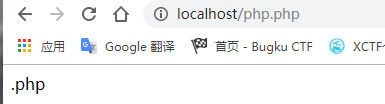 localhost/php.php
应用 Google 翻译 首页 - Bugku CTF XCTF
.php